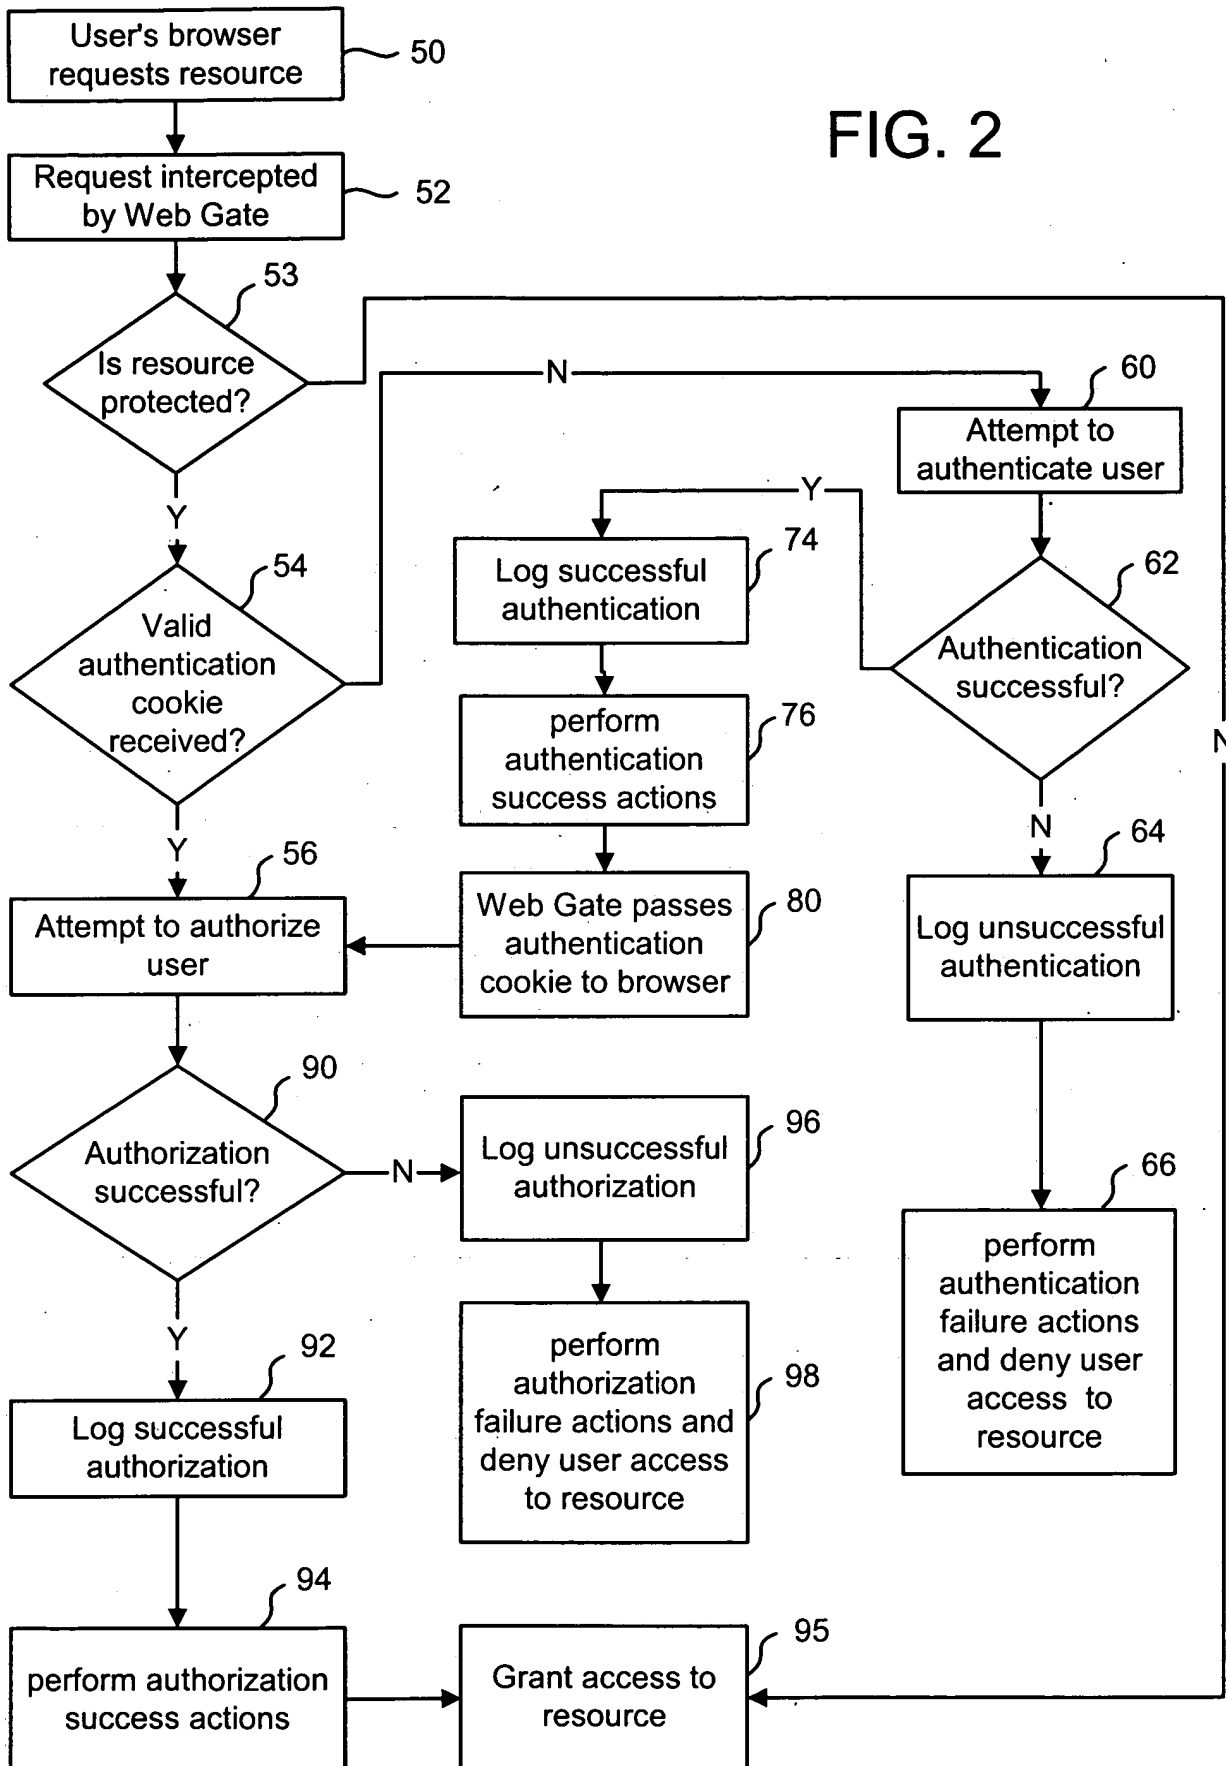 User's browser
requests resource
50
FIG. 2
Request intercepted
by Web Gate
52
53
Is resource
protected?
N
60
Attempt to
authenticate user
Y
Y
54
Valid
authentication
cookie
received?
74
Log successful
authentication
62
Authentication
successful?
76
perform
authentication
success actions
N
Y
N
56
Attempt to authorize
user
80
Web Gate passes
authentication
cookie to browser
64
Log unsuccessful
authentication
90
Authorization
successful?
N
96
Log unsuccessful
authorization
66
perform
authentication
failure actions
and deny user
access to
resource
Y
92
Log successful
authorization
98
perform
authorization
failure actions and
deny user access
to resource
94
perform authorization
success actions
95
Grant access to
resource